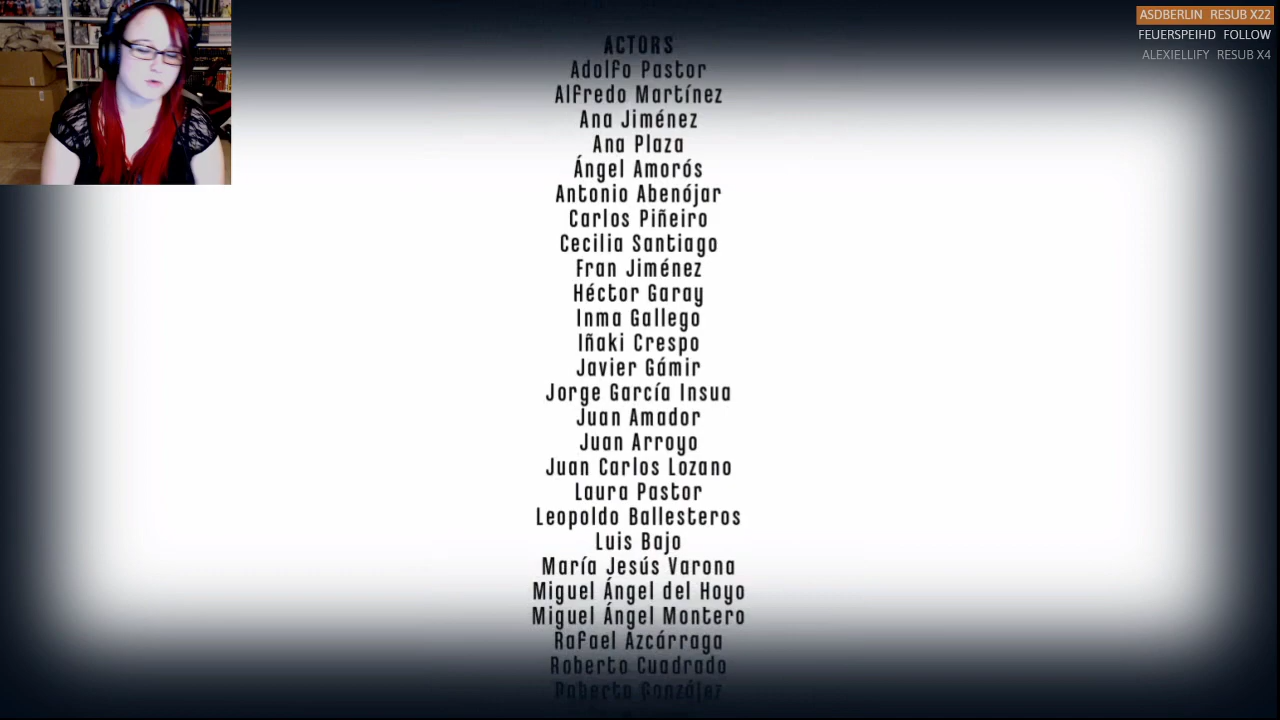 ASDBERLIN RESUB X22
FEUERSPEIHD FOLLOW
ALEXIELLIFY RESUB X4
ACTORS
Adolfo Pastor
Alfredo Martínez
Ana Jiménez
Ana Plaza
Ángel Amorós
Antonio Abenójar
Carlos Piñeiro
Cecilia Santiago
Fran Jiménez
Héctor Garay
Inma Gallego
Iñaki Crespo
Javier Gámir
Jorge García Insua
Juan Amador
Juan Arroyo
Juan Carlos Lozano
Laura Pastor
Leopoldo Ballesteros
Luis Bajo
María Jesús Varona
Miguel Ángel del Hoyo
Miguel Ángel Montero
Rafael Azcárraga
Roberto Cuadrado
Roberto González